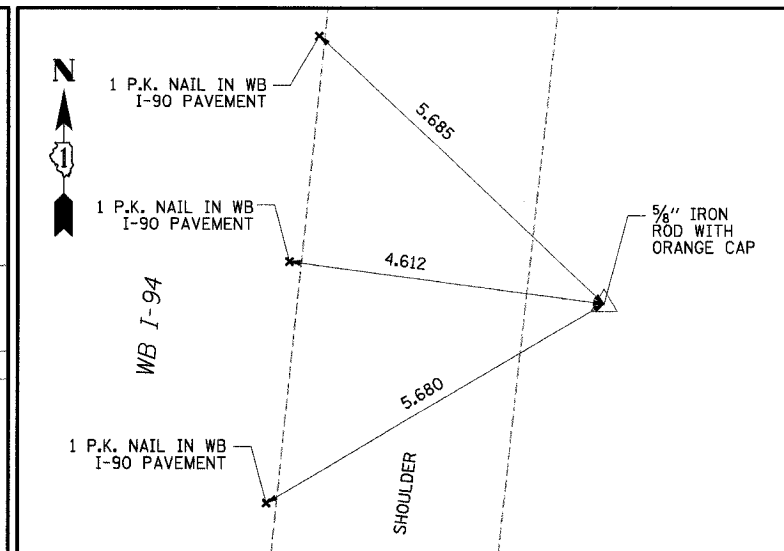 N
1
1 P.K. NAIL IN WB
I-90 PAVEMENT
5.685
1 P.K. NAIL IN WB
I-90 PAVEMENT
4.612
5/8" IRON
ROD WITH
ORANGE CAP
WB I-94
5.680
1 P.K. NAIL IN WB
I-90 PAVEMENT
SHOULDER